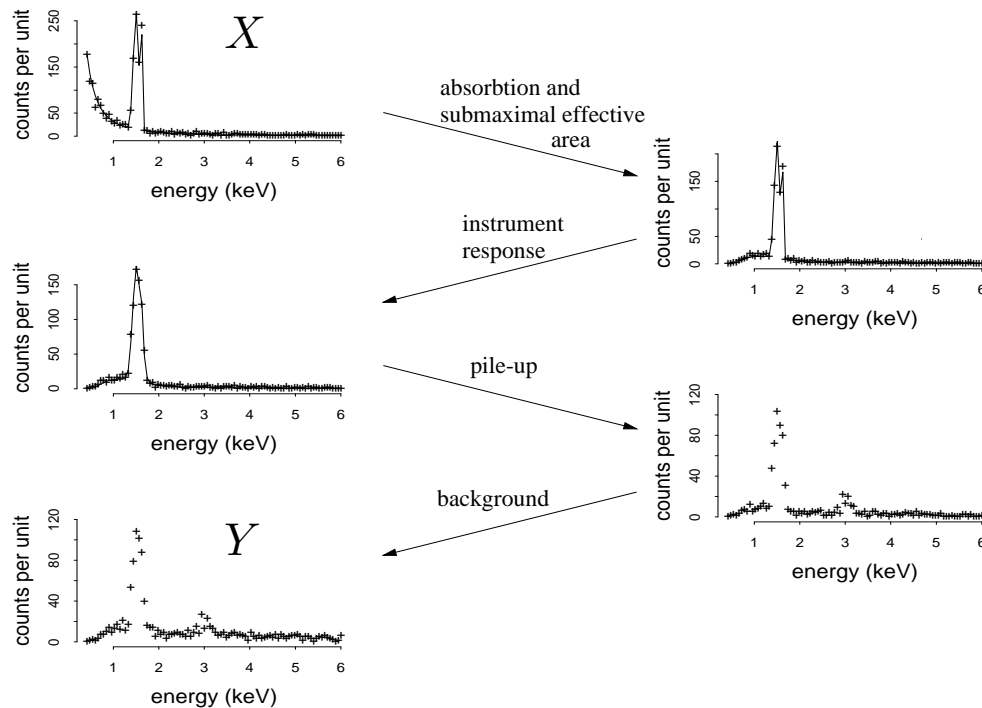 250
150
50
0
counts per unit
X
1 2 3 4 5 6
energy (keV)
absorbtion and
submaximal effective
area
150
50
0
counts per unit
1 2 3 4 5 6
energy (keV)
instrument
response
150
100
50
0
counts per unit
1 2 3 4 5 6
energy (keV)
pile-up
120
80
40
0
counts per unit
1 2 3 4 5 6
energy (keV)
background
120
80
40
0
counts per unit
Y
1 2 3 4 5 6
energy (keV)